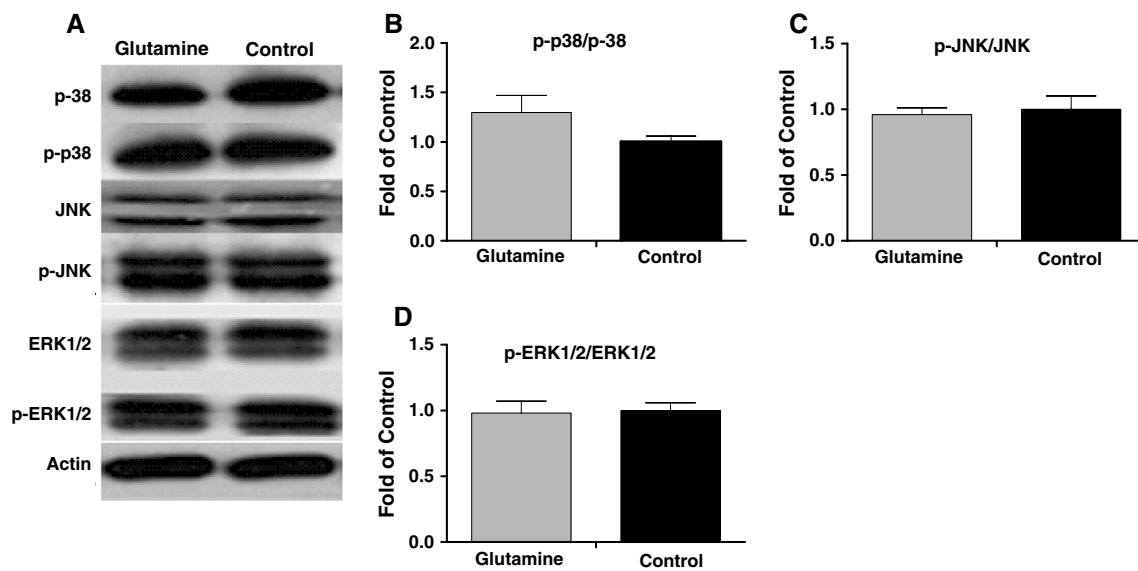 A
Glutamine Control
p-38
p-p38
JNK
p-JNK
ERK1/2
p-ERK1/2
Actin
B
p-p38/p-38
Fold of Control
2.0
1.5
1.0
0.5
0.0
Glutamine Control
C
p-JNK/JNK
Fold of Control
1.5
1.0
0.5
0.0
Glutamine Control
D
p-ERK1/2/ERK1/2
Fold of Control
1.5
1.0
0.5
0.0
Glutamine Control